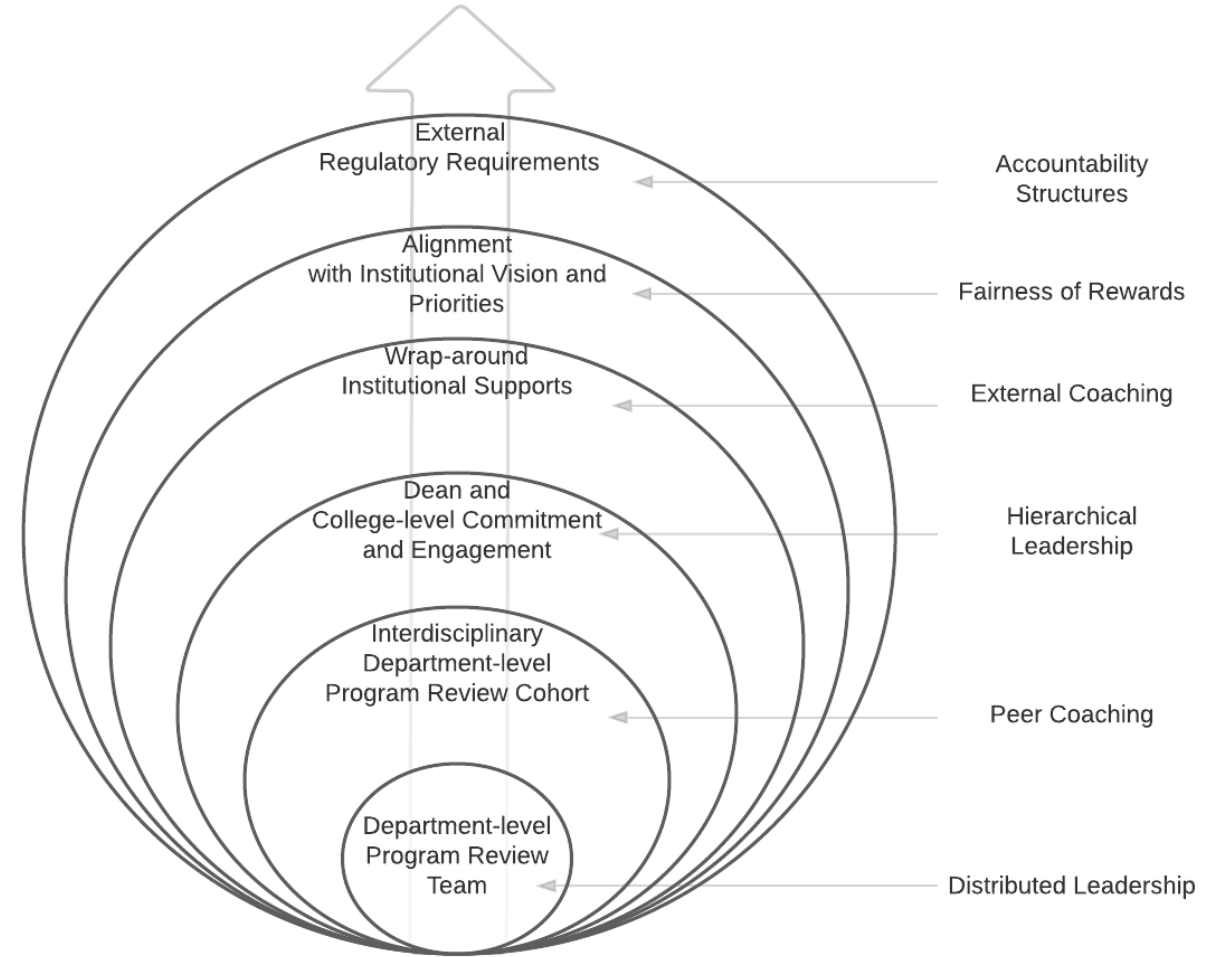 External
Regulatory Requirements
Accountability
Structures
Alignment
with Institutional Vision and
Priorities
Fairness of Rewards
Wrap-around
Institutional Supports
External Coaching
Dean and
College-level Commitment
and Engagement
Hierarchical
Leadership
Interdisciplinary
Department-level
Program Review Cohort
Peer Coaching
Department-level
Program Review
Team
Distributed Leadership